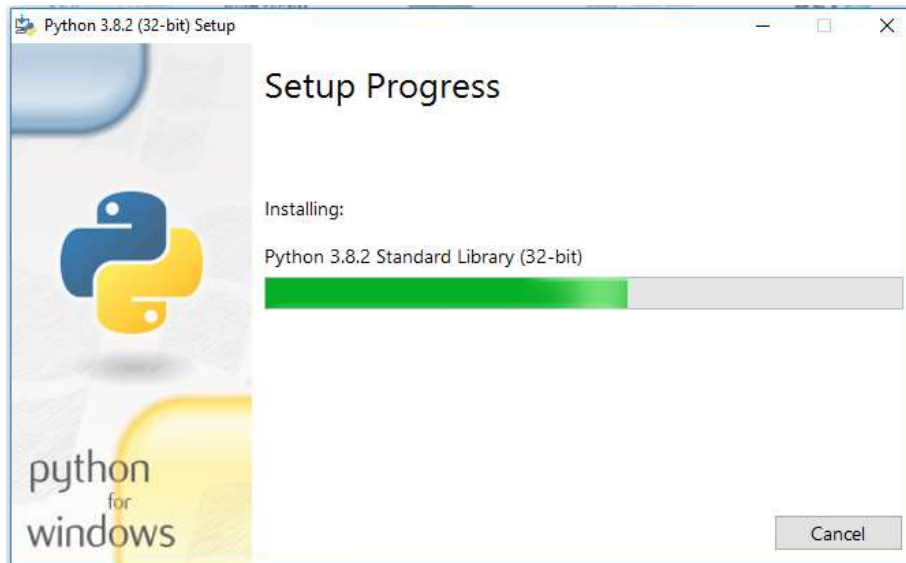 Python 3.8.2 (32-bit) Setup
Setup Progress
Installing:
Python 3.8.2 Standard Library (32-bit)
python
for
windows
Cancel